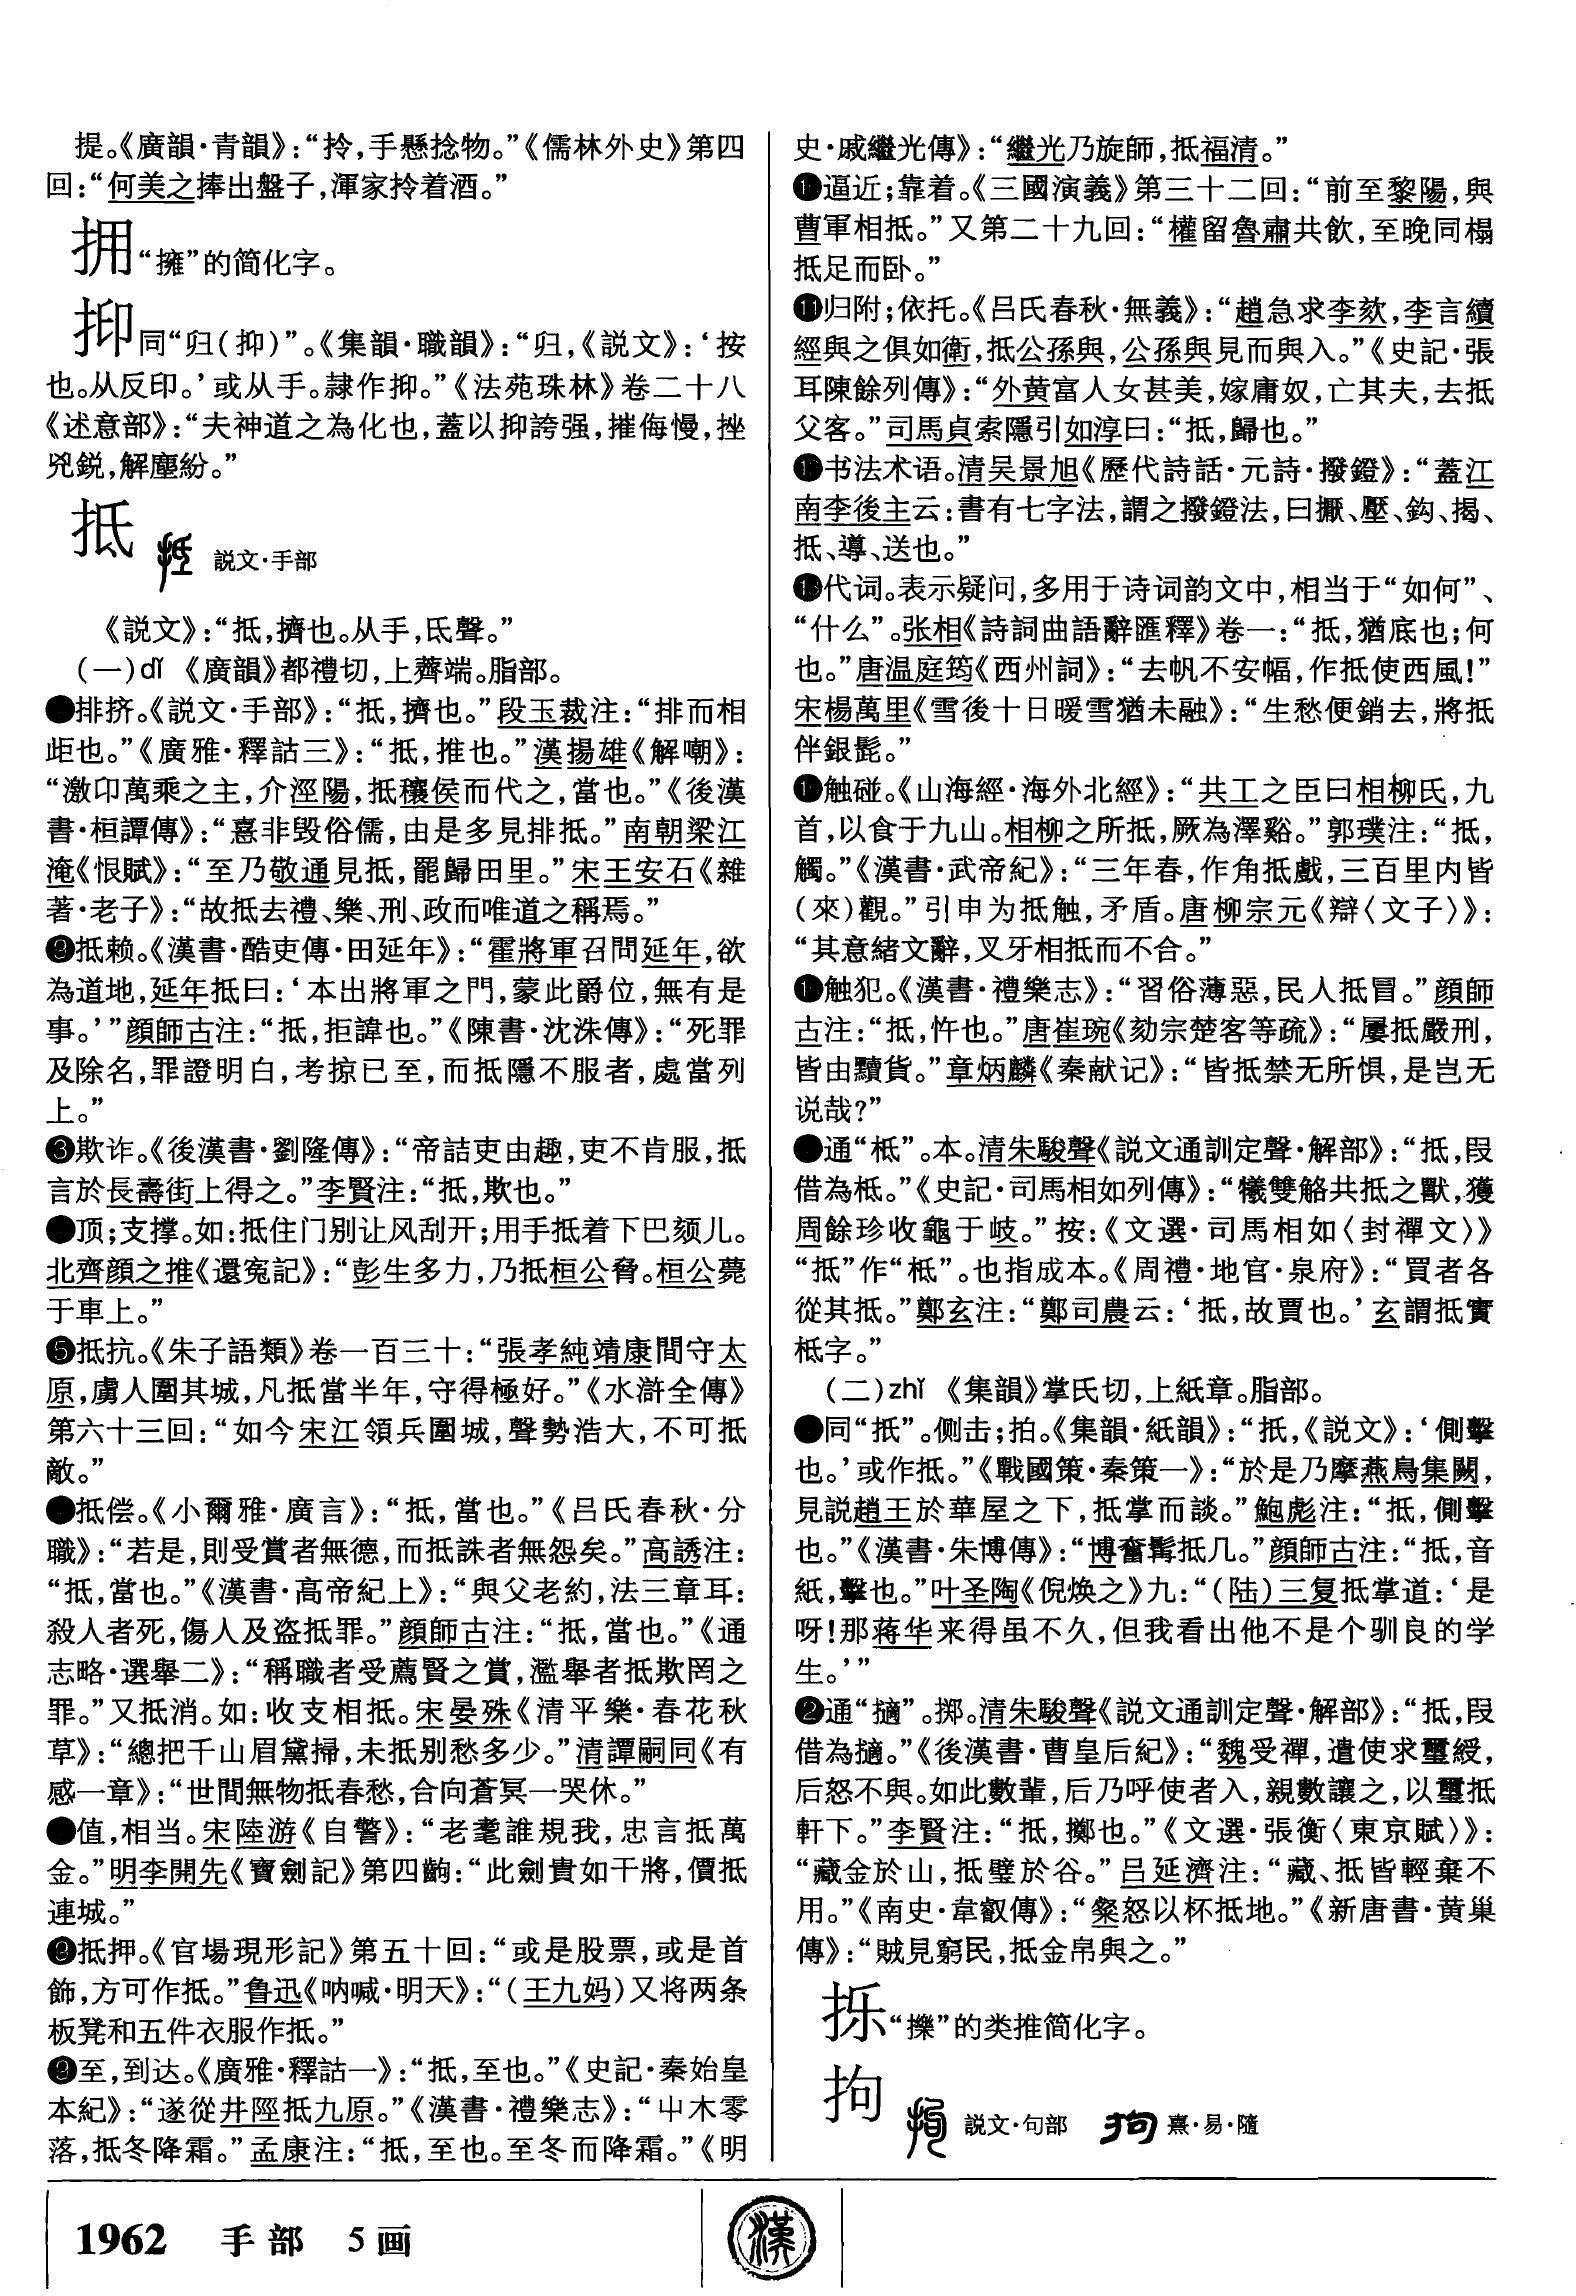 提。《廣韻·青韻》：“拎，手懸捻物。”《儒林外史》第四
回：“何美之捧出盤子，渾家拎着酒。”
拥“擁”的简化字。
抑同“归(抑)”。《集韻·職韻》：“归，《説文》：‘按
也。从反印。’或从手。隷作抑。”《法苑珠林》卷二十八
《述意部》：“夫神道之為化也，蓋以抑誇强，摧侮慢，挫
兇鋭，解塵紛。”
抵 説文·手部
《説文》：“抵，擠也。从手，氐聲。”
(一)dǐ 《廣韻》都禮切，上薺端。脂部。
排挤。《説文·手部》：“抵，擠也。”段玉裁注：“排而相
歫也。”《廣雅·釋詁三》：“抵，推也。”漢揚雄《解嘲》：
“激卬萬乘之主，介涇陽，抵穰侯而代之，當也。”《後漢
書·桓譚傳》：“憙非毁俗儒，由是多見排抵。”南朝梁江
淹《恨賦》：“至乃敬通見抵，罷歸田里。”宋王安石《雜
著·老子》：“故抵去禮、樂、刑、政而唯道之稱焉。”
❷抵赖。《漢書·酷吏傳·田延年》：“霍將軍召問延年，欲
為道地，延年抵曰：‘本出將軍之門，蒙此爵位，無有是
事。’”顔師古注：“抵，拒諱也。”《陳書·沈洙傳》：“死罪
及除名，罪證明白，考掠已至，而抵隱不服者，處當列
上。”
❸欺诈。《後漢書·劉隆傳》：“帝詰吏由趣，吏不肯服，抵
言於長壽街上得之。”李賢注：“抵，欺也。”
顶；支撑。如：抵住门别让风刮开；用手抵着下巴颏儿。
北齊顔之推《還寃記》：“彭生多力，乃抵桓公脅。桓公薨
于車上。”
❺抵抗。《朱子語類》卷一百三十：“張孝純靖康間守太
原，虜人圍其城，凡抵當半年，守得極好。”《水滸全傳》
第六十三回：“如今宋江領兵圍城，聲勢浩大，不可抵
敵。”
抵偿。《小爾雅·廣言》：“抵，當也。”《吕氏春秋·分
職》：“若是，則受賞者無德，而抵誅者無怨矣。”高誘注：
“抵，當也。”《漢書·高帝紀上》：“與父老約，法三章耳：
殺人者死，傷人及盗抵罪。”顔師古注：“抵，當也。”《通
志略·選舉二》：“稱職者受薦賢之賞，濫舉者抵欺罔之
罪。”又抵消。如：收支相抵。宋晏殊《清平樂·春花秋
草》：“總把千山眉黛掃，未抵别愁多少。”清譚嗣同《有
感一章》：“世間無物抵春愁，合向蒼冥一哭休。”
值，相当。宋陸游《自警》：“老耄誰規我，忠言抵萬
金。”明李開先《寶劍記》第四齣：“此劍貴如干將，價抵
連城。”
抵押。《官場現形記》第五十回：“或是股票，或是首
飾，方可作抵。”鲁迅《呐喊·明天》：“(王九妈)又将两条
板凳和五件衣服作抵。”
至，到达。《廣雅·釋詁一》：“抵，至也。”《史記·秦始皇
本紀》：“遂從井陘抵九原。”《漢書·禮樂志》：“屮木零
落，抵冬降霜。”孟康注：“抵，至也。至冬而降霜。”《明
史·戚繼光傳》：“繼光乃旋師，抵福清。”
逼近；靠着。《三國演義》第三十二回：“前至黎陽，與
曹軍相抵。”又第二十九回：“權留魯肅共飲，至晚同榻
抵足而卧。”
⓫归附；依托。《吕氏春秋·無義》：“趙急求李欬，李言續
經與之俱如衛，抵公孫與，公孫與見而與入。”《史記·張
耳陳餘列傳》：“外黄富人女甚美，嫁庸奴，亡其夫，去抵
父客。”司馬貞索隱引如淳曰：“抵，歸也。”
书法术语。清吴景旭《歷代詩話·元詩·撥鐙》：“蓋江
南李後主云：書有七字法，謂之撥鐙法，曰擫、壓、鈎、揭、
抵、導、送也。”
代词。表示疑问，多用于诗词韵文中，相当于“如何”、
“什么”。张相《詩詞曲語辭匯釋》卷一：“抵，猶底也；何
也。”唐温庭筠《西州詞》：“去帆不安幅，作抵使西風！”
宋楊萬里《雪後十日暖雪猶未融》：“生愁便銷去，將抵
伴銀髭。”
触碰。《山海經·海外北經》：“共工之臣曰相柳氏，九
首，以食于九山。相柳之所抵，厥為澤谿。”郭璞注：“抵，
觸。”《漢書·武帝紀》：“三年春，作角抵戲，三百里内皆
(來)觀。”引申为抵触，矛盾。唐柳宗元《辯〈文子〉》：
“其意緒文辭，叉牙相抵而不合。”
触犯。《漢書·禮樂志》：“習俗薄惡，民人抵冒。”顔師
古注：“抵，忤也。”唐崔琬《劾宗楚客等疏》：“屢抵嚴刑，
皆由黷貨。”章炳麟《秦献记》：“皆抵禁无所惧，是岂无
说哉？”
通“柢”。本。清朱駿聲《説文通訓定聲·解部》：“抵，叚
借為柢。”《史記·司馬相如列傳》：“犧雙觡共抵之獸，獲
周餘珍收龜于岐。”按：《文選·司馬相如〈封禪文〉》
“抵”作“柢”。也指成本。《周禮·地官·泉府》：“買者各
從其抵。”鄭玄注：“鄭司農云：‘抵，故賈也。’玄謂抵實
柢字。”
(二)zhǐ 《集韻》掌氏切，上紙章。脂部。
同“抵”。侧击；拍。《集韻·紙韻》：“抵，《説文》：‘側擊
也。’或作抵。”《戰國策·秦策一》：“於是乃摩燕烏集闕，
見説趙王於華屋之下，抵掌而談。”鮑彪注：“抵，側擊
也。”《漢書·朱博傳》：“博奮髯抵几。”顔師古注：“抵，音
紙，擊也。”叶圣陶《倪焕之》九：“(陆)三复抵掌道：‘是
呀！那蒋华来得虽不久，但我看出他不是个驯良的学
生。’”
❷通“擿”。掷。清朱駿聲《説文通訓定聲·解部》：“抵，叚
借為擿。”《後漢書·曹皇后紀》：“魏受禪，遣使求璽綬，
后怒不與。如此數輩，后乃呼使者入，親數讓之，以璽抵
軒下。”李賢注：“抵，擲也。”《文選·張衡〈東京賦〉》：
“藏金於山，抵璧於谷。”吕延濟注：“藏、抵皆輕棄不
用。”《南史·韋叡傳》：“粲怒以杯抵地。”《新唐書·黄巢
傳》：“賊見窮民，抵金帛與之。”
抸“擽”的类推简化字。
拘 説文·句部 熹·易·隨
1962 手部 5画
漢